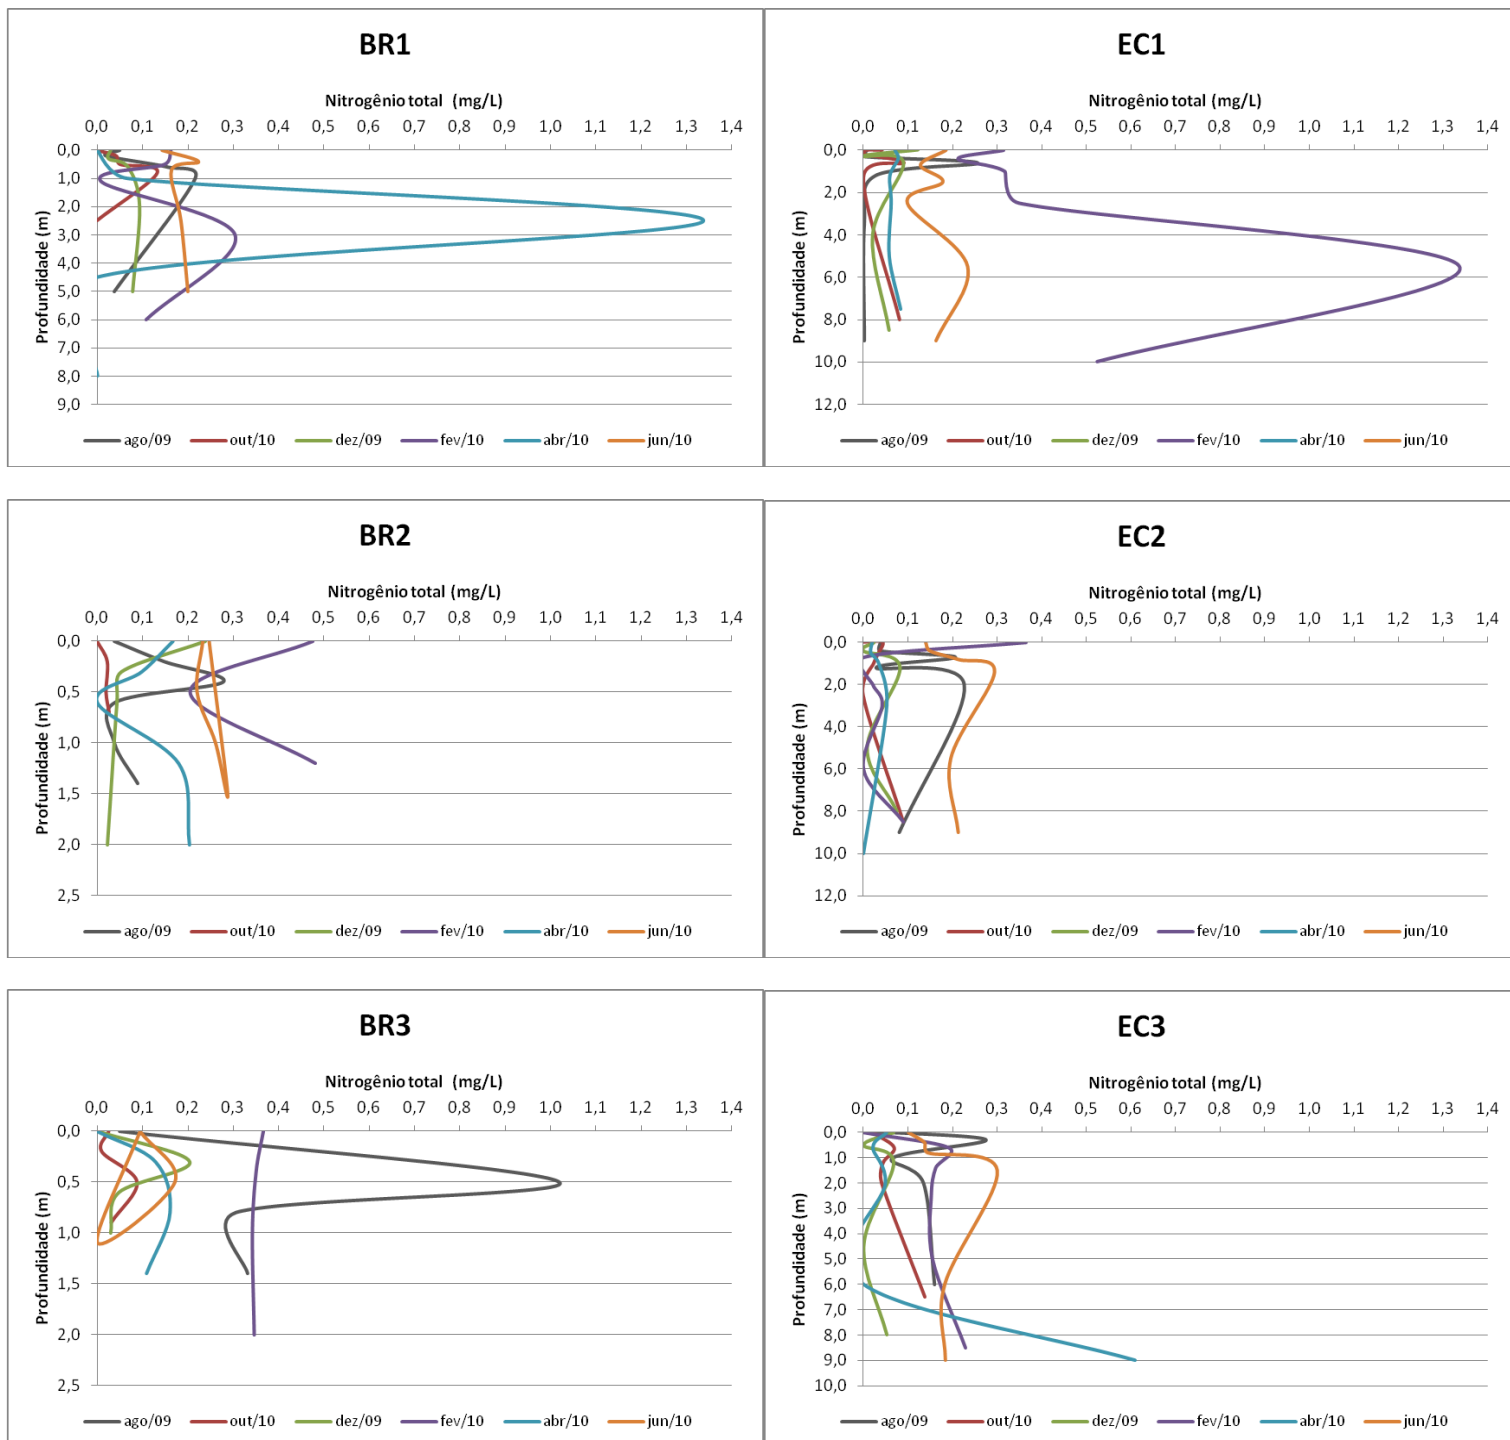 BR1
Nitrogênio total (mg/L)
0,0 0,1 0,2 0,3 0,4 0,5 0,6 0,7 0,8 0,9 1,0 1,1 1,2 1,3 1,4
Profundidade (m)
0,0
1,0
2,0
3,0
4,0
5,0
6,0
7,0
8,0
9,0
ago/09 out/10 dez/09 fev/10 abr/10 jun/10
EC1
Nitrogênio total (mg/L)
0,0 0,1 0,2 0,3 0,4 0,5 0,6 0,7 0,8 0,9 1,0 1,1 1,2 1,3 1,4
Profundidade (m)
0,0
2,0
4,0
6,0
8,0
10,0
12,0
ago/09 out/10 dez/09 fev/10 abr/10 jun/10
BR2
Nitrogênio total (mg/L)
0,0 0,1 0,2 0,3 0,4 0,5 0,6 0,7 0,8 0,9 1,0 1,1 1,2 1,3 1,4
Profundidade (m)
0,0
0,5
1,0
1,5
2,0
2,5
ago/09 out/10 dez/09 fev/10 abr/10 jun/10
EC2
Nitrogênio total (mg/L)
0,0 0,1 0,2 0,3 0,4 0,5 0,6 0,7 0,8 0,9 1,0 1,1 1,2 1,3 1,4
Profundidade (m)
0,0
2,0
4,0
6,0
8,0
10,0
12,0
ago/09 out/10 dez/09 fev/10 abr/10 jun/10
BR3
Nitrogênio total (mg/L)
0,0 0,1 0,2 0,3 0,4 0,5 0,6 0,7 0,8 0,9 1,0 1,1 1,2 1,3 1,4
Profundidade (m)
0,0
0,5
1,0
1,5
2,0
2,5
ago/09 out/10 dez/09 fev/10 abr/10 jun/10
EC3
Nitrogênio total (mg/L)
0,0 0,1 0,2 0,3 0,4 0,5 0,6 0,7 0,8 0,9 1,0 1,1 1,2 1,3 1,4
Profundidade (m)
0,0
1,0
2,0
3,0
4,0
5,0
6,0
7,0
8,0
9,0
10,0
ago/09 out/10 dez/09 fev/10 abr/10 jun/10